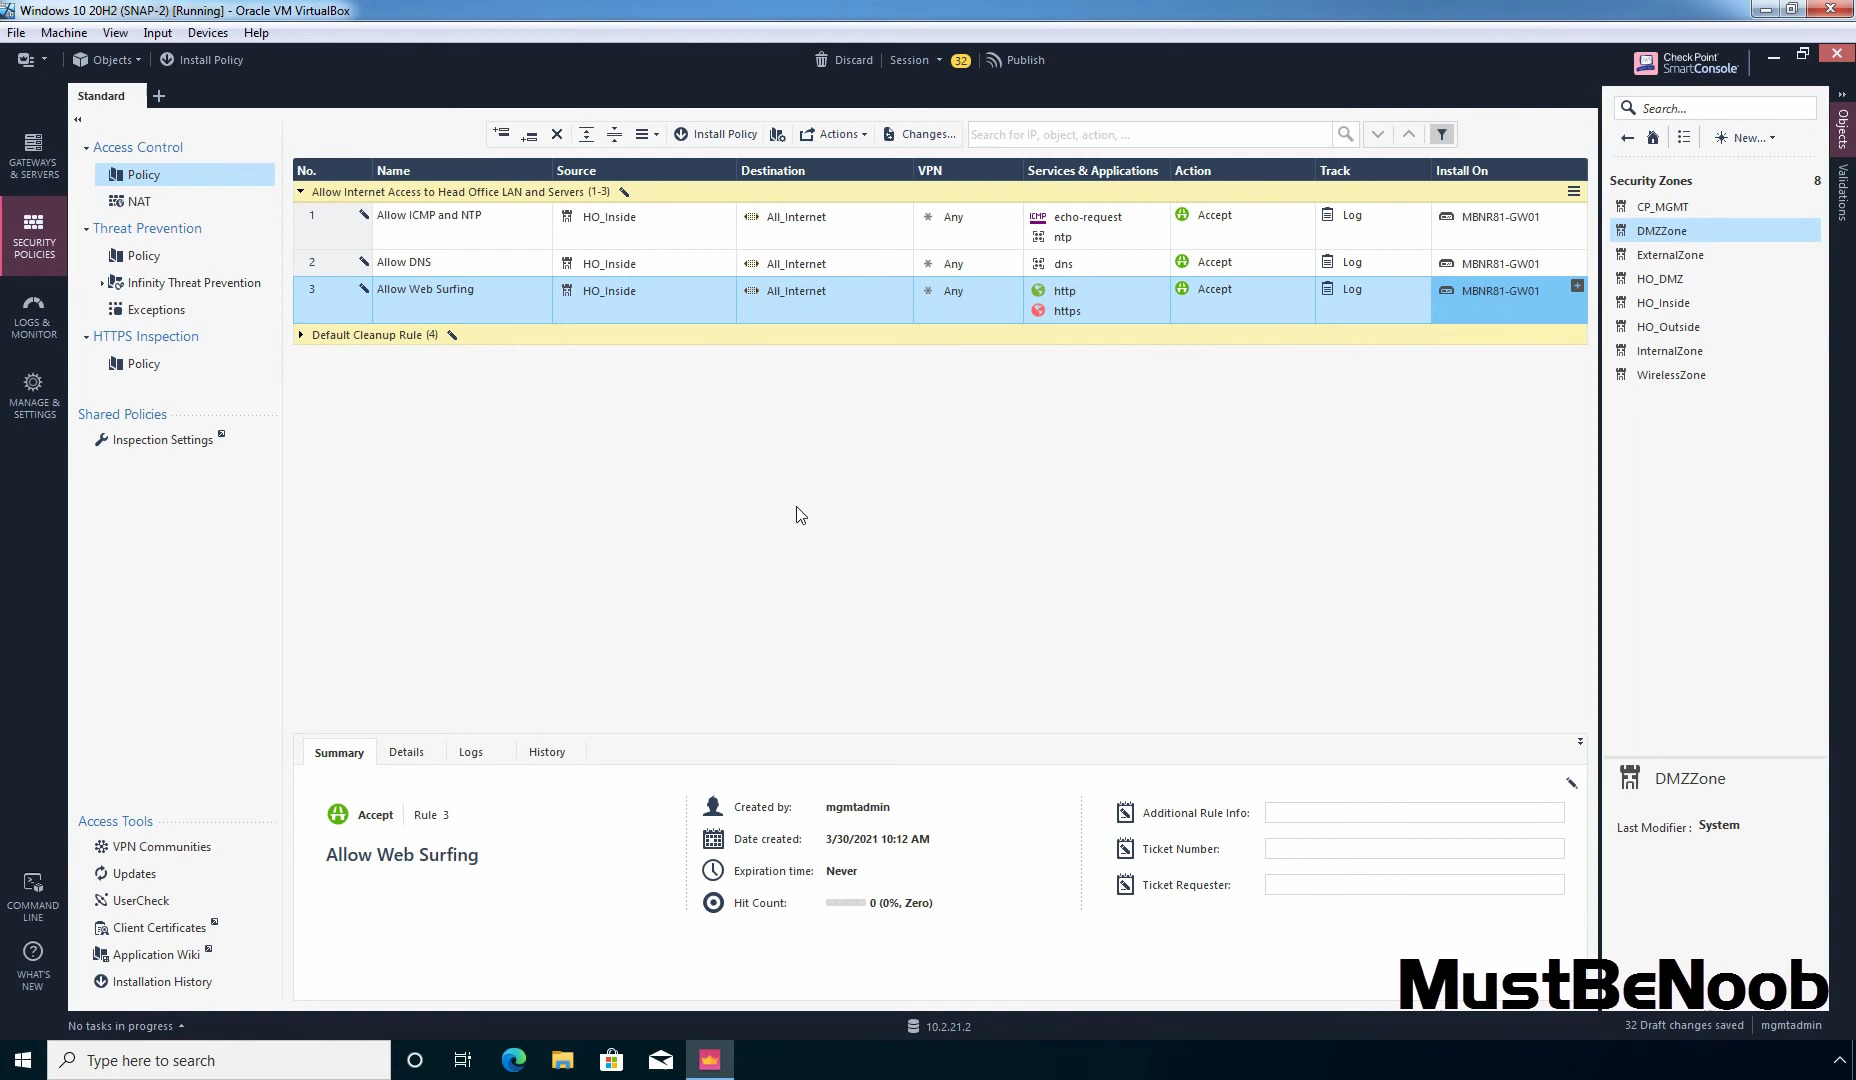 Windows 10 20H2 (SNAP-2) [Running] - Oracle VM VirtualBox
File Machine View Input Devices Help
Objects Install Policy Discard Session 32 Publish Check Point SmartConsole
Standard
Access Control
Policy
NAT
Threat Prevention
Policy
Infinity Threat Prevention
Exceptions
HTTPS Inspection
Policy
Shared Policies
Inspection Settings
Access Tools
VPN Communities
Updates
UserCheck
Client Certificates
Application Wiki
Installation History
GATEWAYS
& SERVERS
SECURITY
POLICIES
LOGS &
MONITOR
MANAGE &
SETTINGS
COMMAND
LINE
WHAT'S
NEW
Install Policy Actions Changes... Search for IP, object, action, ...
No. Name Source Destination VPN Services & Applications Action Track Install On
Allow Internet Access to Head Office LAN and Servers (1-3)
1 Allow ICMP and NTP HO_Inside All_Internet Any ICMP echo-request Accept Log MBNR81-GW01
ntp
2 Allow DNS HO_Inside All_Internet Any dns Accept Log MBNR81-GW01
3 Allow Web Surfing HO_Inside All_Internet Any http Accept Log MBNR81-GW01
https
Default Cleanup Rule (4)
Summary Details Logs History
Accept Rule 3
Allow Web Surfing
Created by: mgmtadmin
Date created: 3/30/2021 10:12 AM
Expiration time: Never
Hit Count: 0 (0%, Zero)
Additional Rule Info:
Ticket Number:
Ticket Requester:
Search...
New...
Security Zones 8
CP_MGMT
DMZZone
ExternalZone
HO_DMZ
HO_Inside
HO_Outside
InternalZone
WirelessZone
DMZZone
Last Modifier : System
Objects
Validations
MustBeNoob
No tasks in progress 10.2.21.2 32 Draft changes saved mgmtadmin
Type here to search